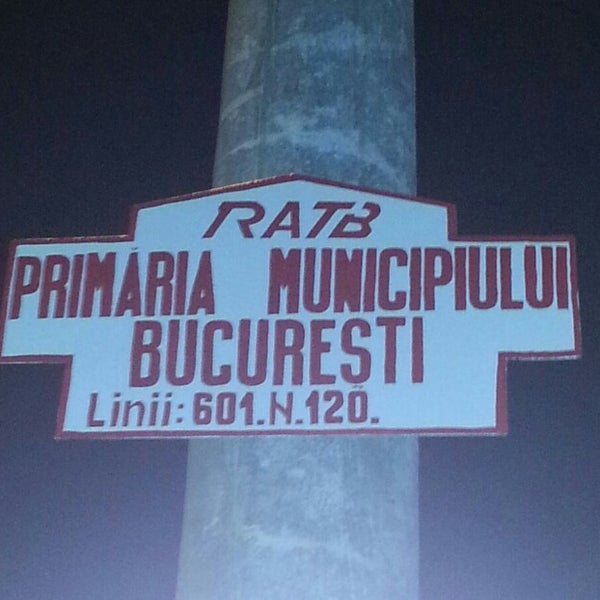 RATB
PRIMĂRIA MUNICIPIULUI
BUCUREȘTI
Linii: 601.N.120.